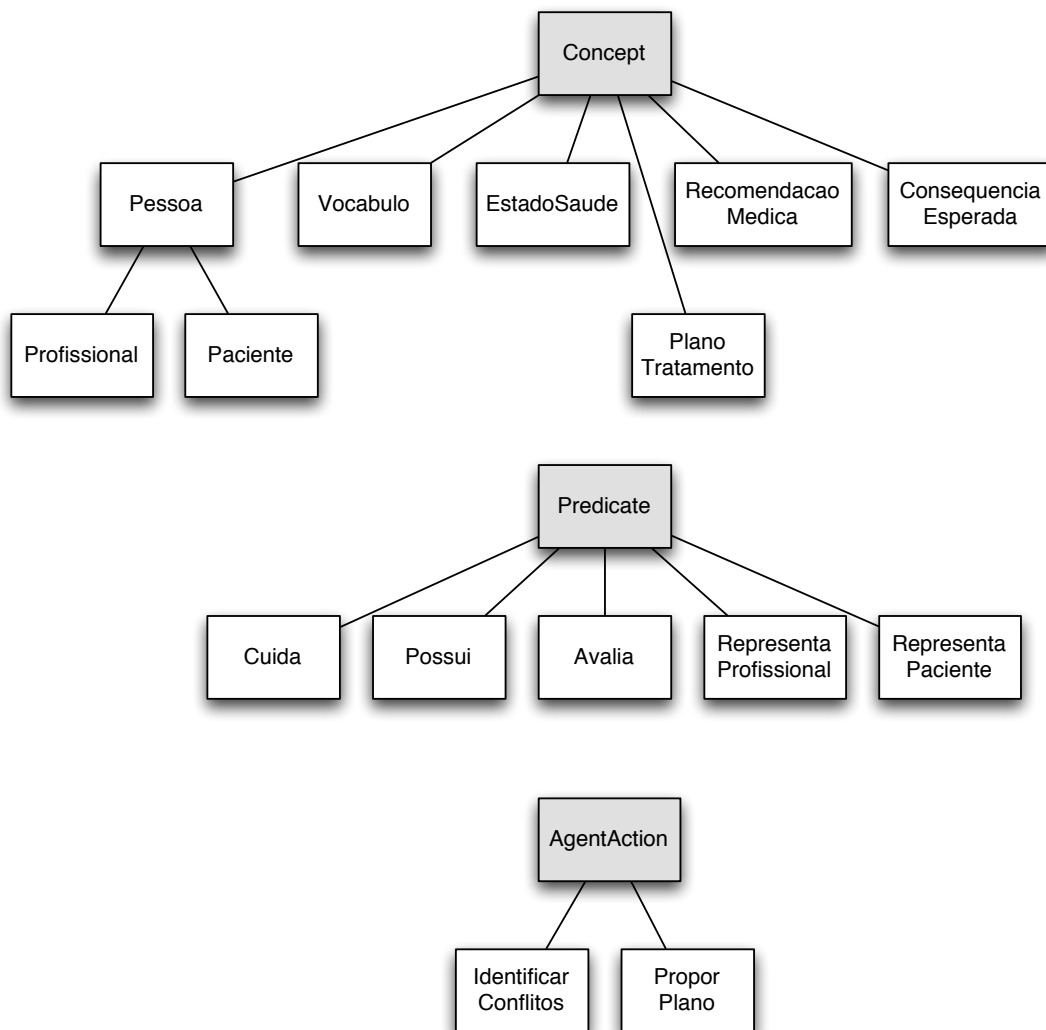 Concept
Pessoa
Vocabulo
EstadoSaude
Recomendacao
Medica
Consequencia
Esperada
Profissional
Paciente
Plano
Tratamento
Predicate
Cuida
Possui
Avalia
Representa
Profissional
Representa
Paciente
AgentAction
Identificar
Conflitos
Propor
Plano